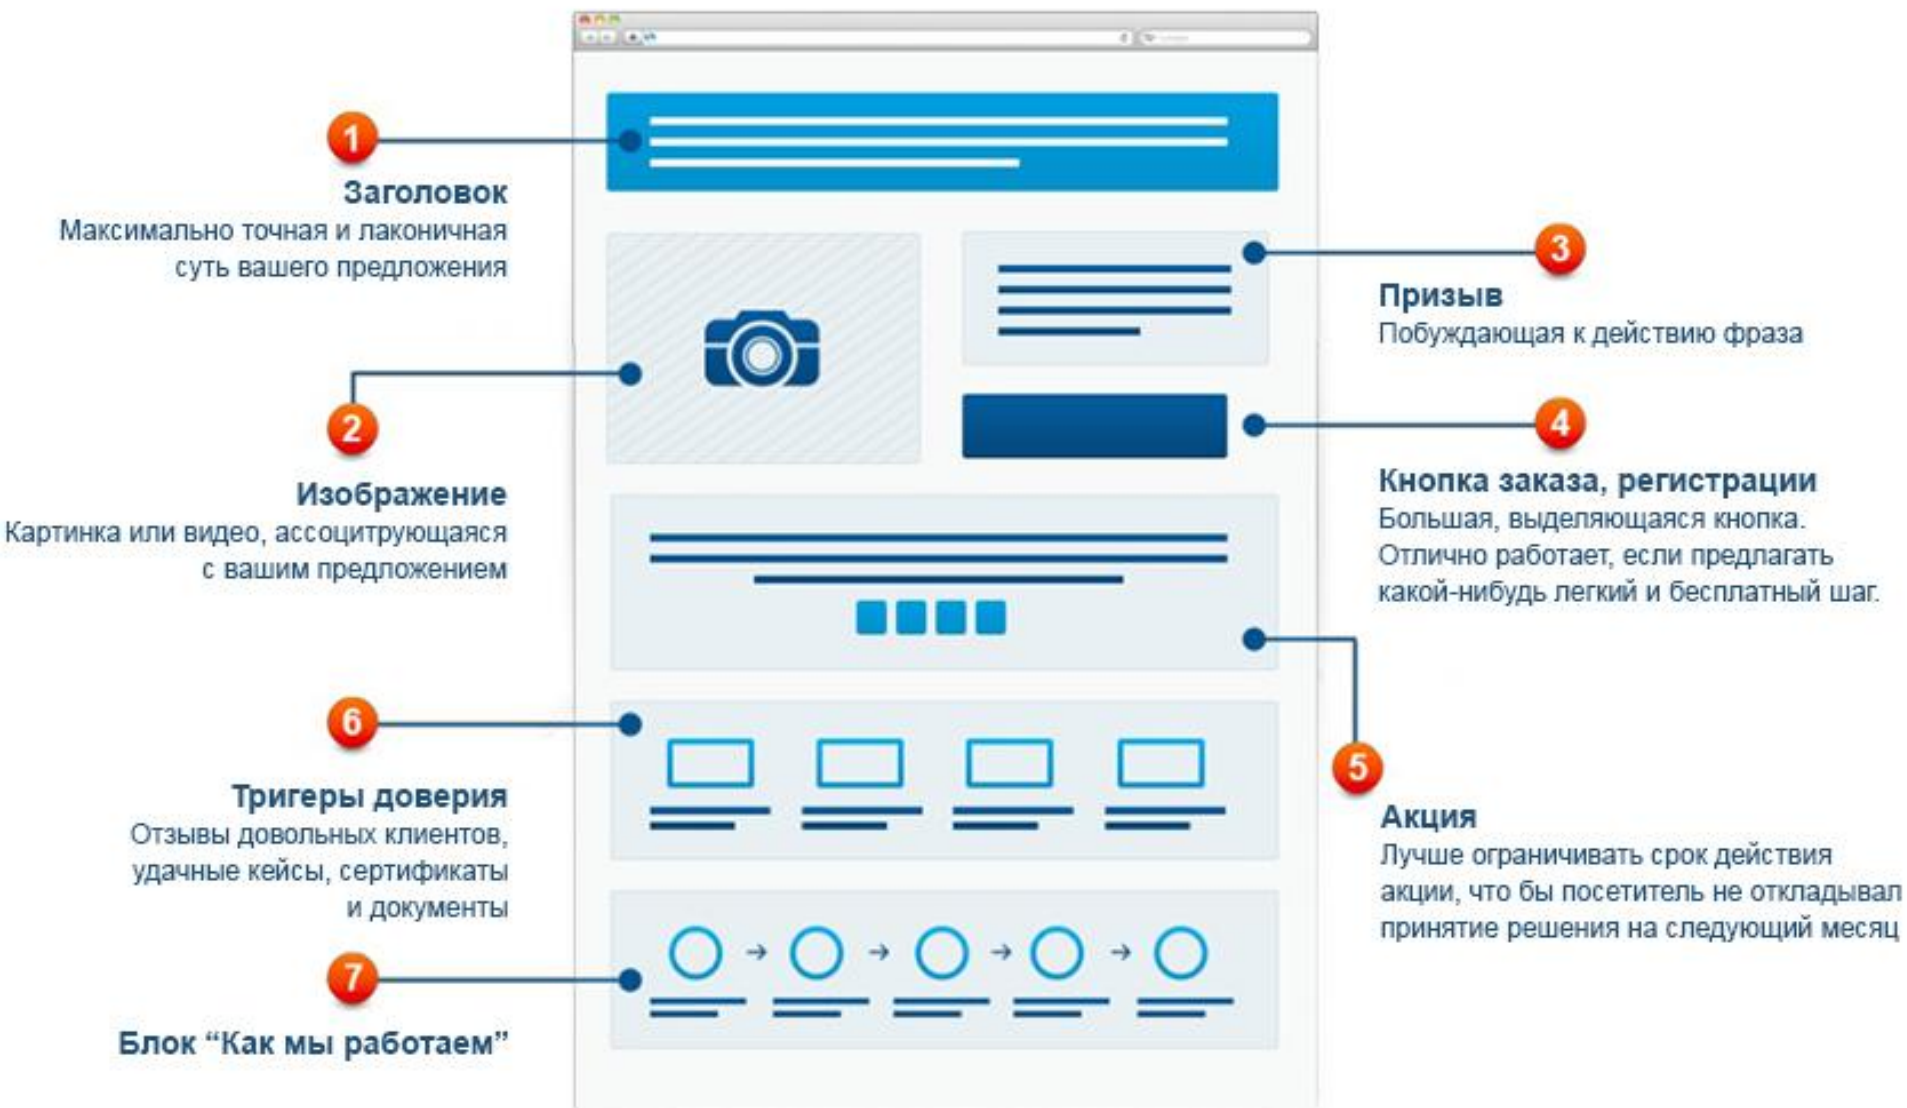 1
Заголовок
Максимально точная и лаконичная
суть вашего предложения
2
Изображение
Картинка или видео, ассоцитрующаяся
с вашим предложением
3
Призыв
Побуждающая к действию фраза
4
Кнопка заказа, регистрации
Большая, выделяющаяся кнопка.
Отлично работает, если предлагать
какой-нибудь легкий и бесплатный шаг.
5
Акция
Лучше ограничивать срок действия
акции, что бы посетитель не откладывал
принятие решения на следующий месяц
6
Тригеры доверия
Отзывы довольных клиентов,
удачные кейсы, сертификаты
и документы
7
Блок “Как мы работаем”